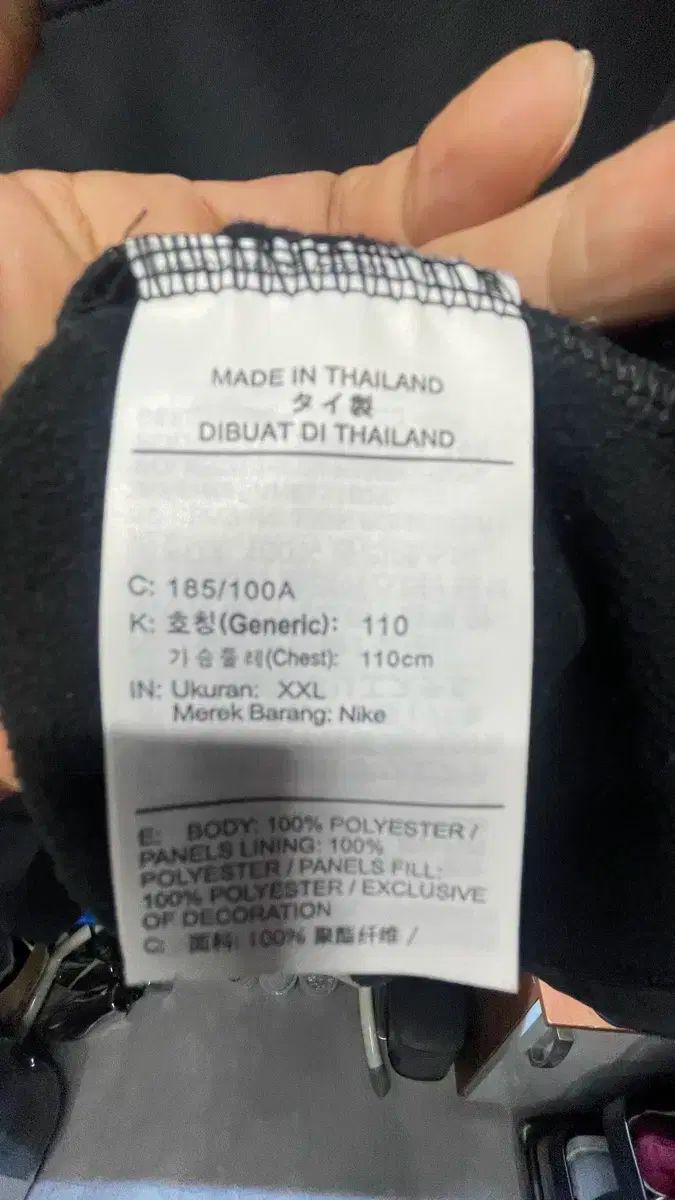 MADE IN THAILAND
タイ製
DIBUAT DI THAILAND
C: 185/100A
K: 호칭(Generic): 110
가슴둘레(Chest): 110cm
IN: Ukuran: XXL
Merek Barang: Nike
E: BODY: 100% POLYESTER /
PANELS LINING: 100%
POLYESTER / PANELS FILL:
100% POLYESTER / EXCLUSIVE
OF DECORATION
C: 面料: 100% 聚酯纤维 /